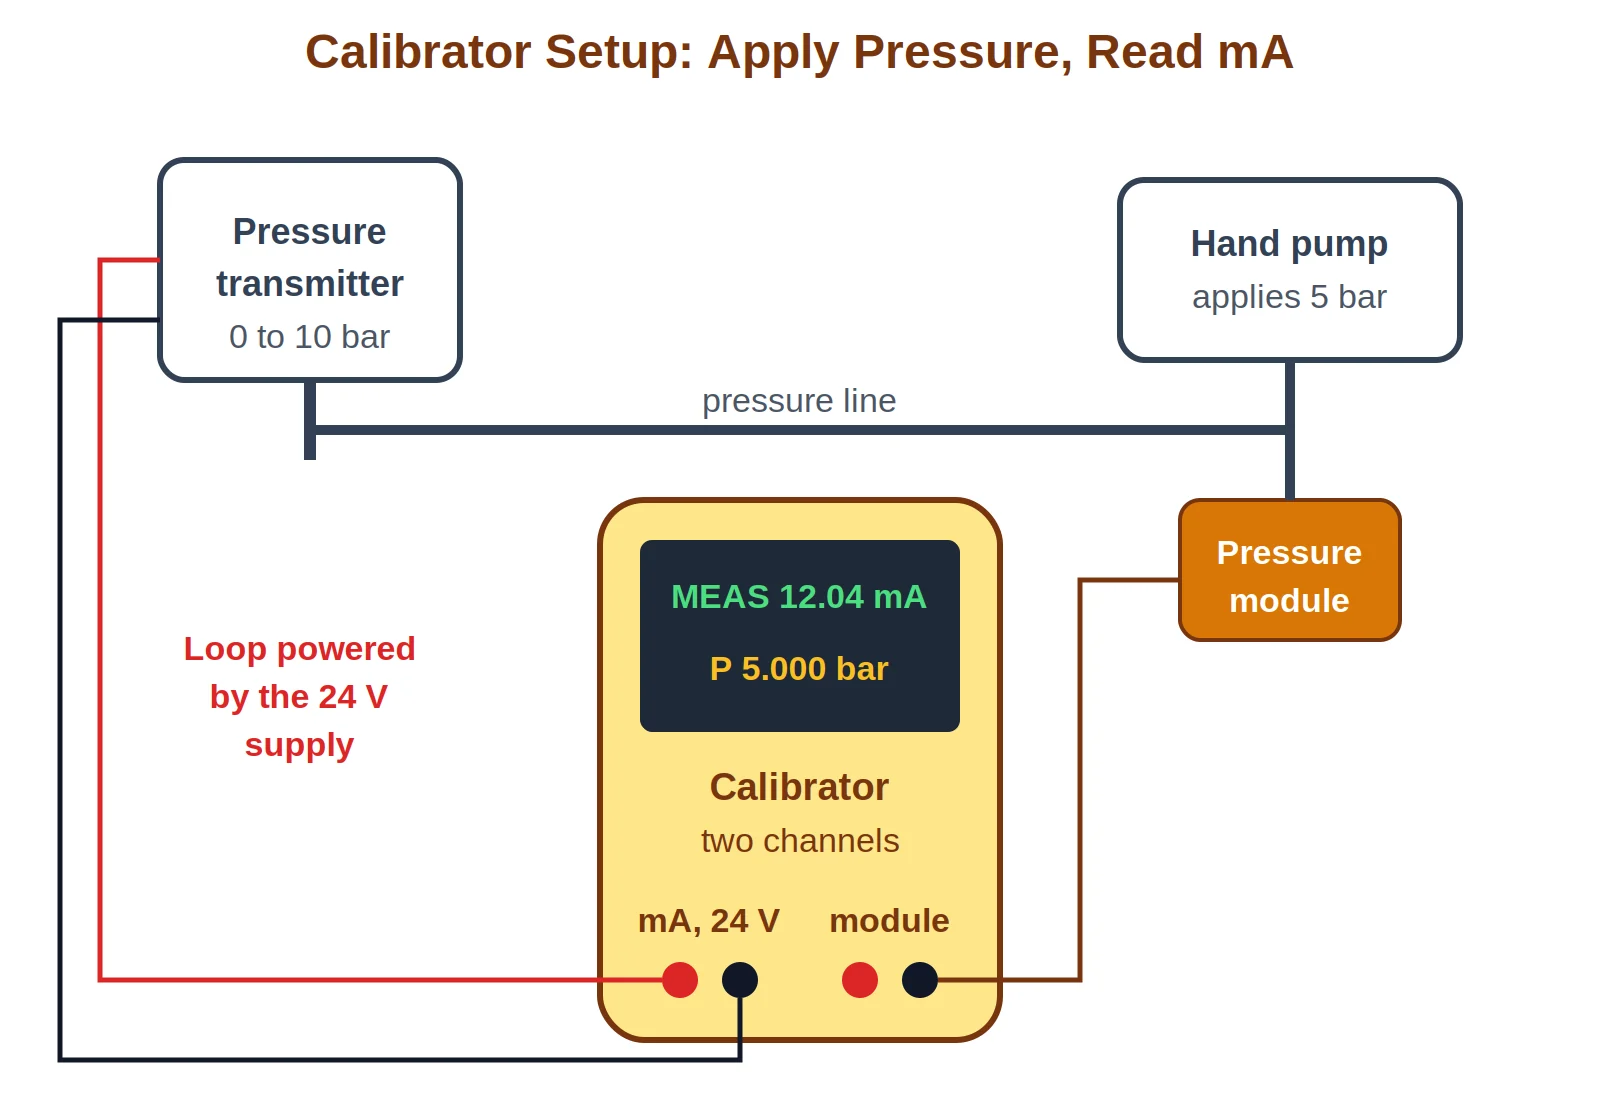 Calibrator Setup: Apply Pressure, Read mA
Pressure
transmitter
0 to 10 bar
Hand pump
applies 5 bar
pressure line
MEAS 12.04 mA
P 5.000 bar
Pressure
module
Loop powered
by the 24 V
supply
Calibrator
two channels
mA, 24 V
module